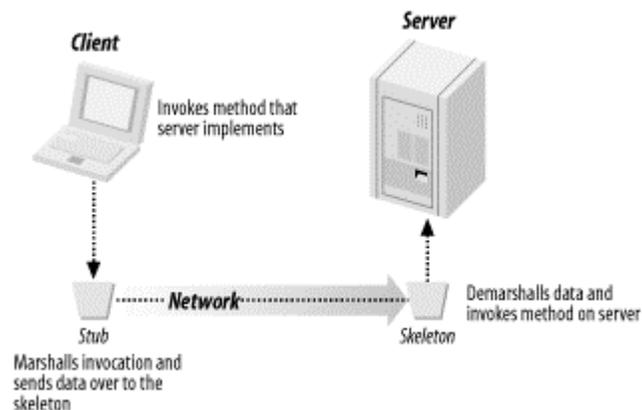 Client
Server
Invokes method that
server implements
Network
Stub
Skeleton
Demarshalls data and
invokes method on server
Marshalls invocation and
sends data over to the
skeleton